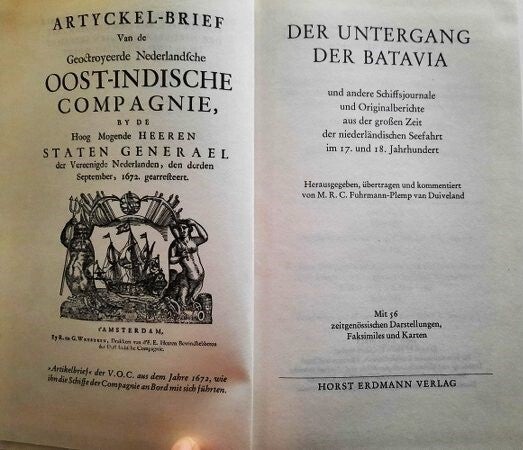 ARTYCKEL-BRIEF
Van de
Geoctroyeerde Nederlandsche
OOST-INDISCHE
COMPAGNIE,
BY DE
Hoog Mogende HEEREN
STATEN GENERAEL
der Vereenigde Nederlanden, den derden
September, 1672. gearresteert.
t'AMSTERDAM,
»Artikelbrief« der V.O.C. aus dem Jahre 1672, wie
ihn die Schiffe der Compagnie an Bord mit sich führten.
DER UNTERGANG
DER BATAVIA
und andere Schiffsjournale
und Originalberichte
aus der großen Zeit
der niederländischen Seefahrt
im 17. und 18. Jahrhundert
Herausgegeben, übertragen und kommentiert
von M. R. C. Fuhrmann-Plemp van Duiveland
Mit 56
zeitgenössischen Darstellungen,
Faksimiles und Karten
HORST ERDMANN VERLAG